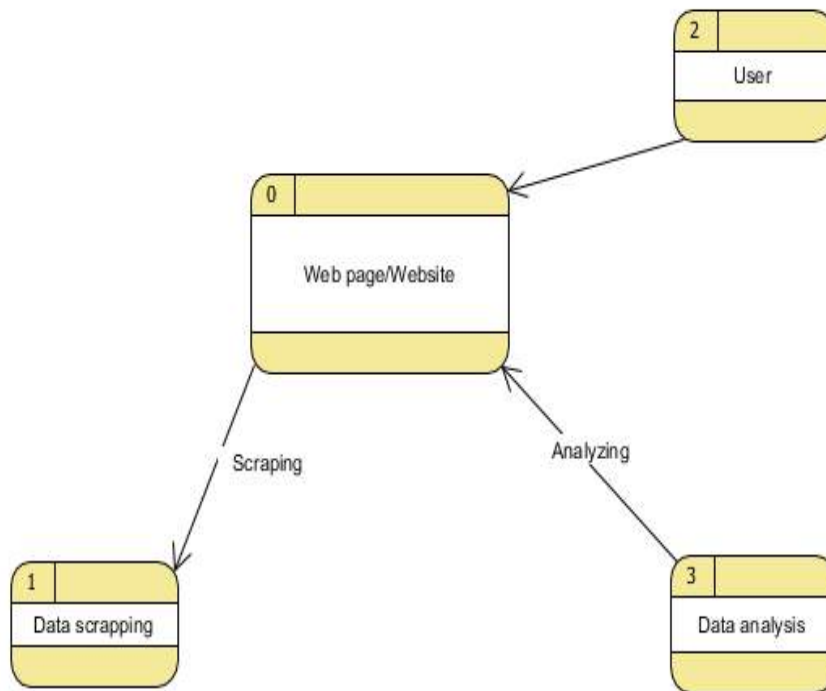 2
User
0
Web page/Website
Scraping
Analyzing
1
Data scrapping
3
Data analysis